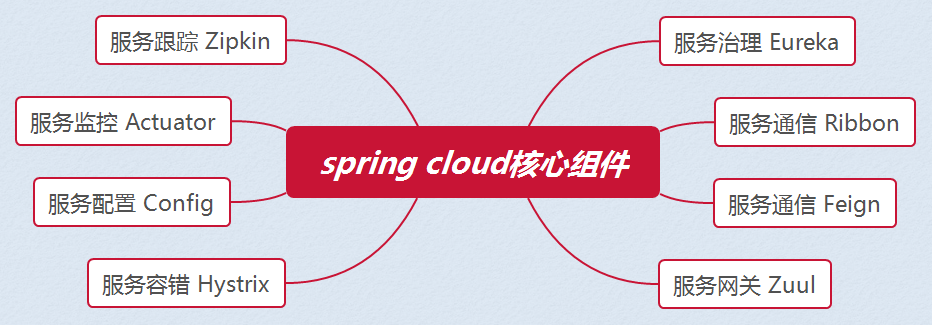 服务跟踪 Zipkin
服务治理 Eureka
服务监控 Actuator
服务通信 Ribbon
spring cloud核心组件
服务配置 Config
服务通信 Feign
服务容错 Hystrix
服务网关 Zuul